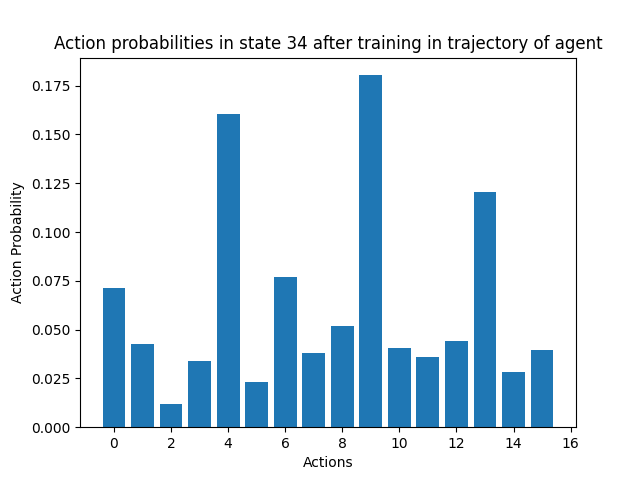 Action probabilities in state 34 after training in trajectory of agent
0.175
0.150
0.125
0.100
0.075
0.050
0.025
0.000
Action Probability
0 2 4 6 8 10 12 14 16
Actions